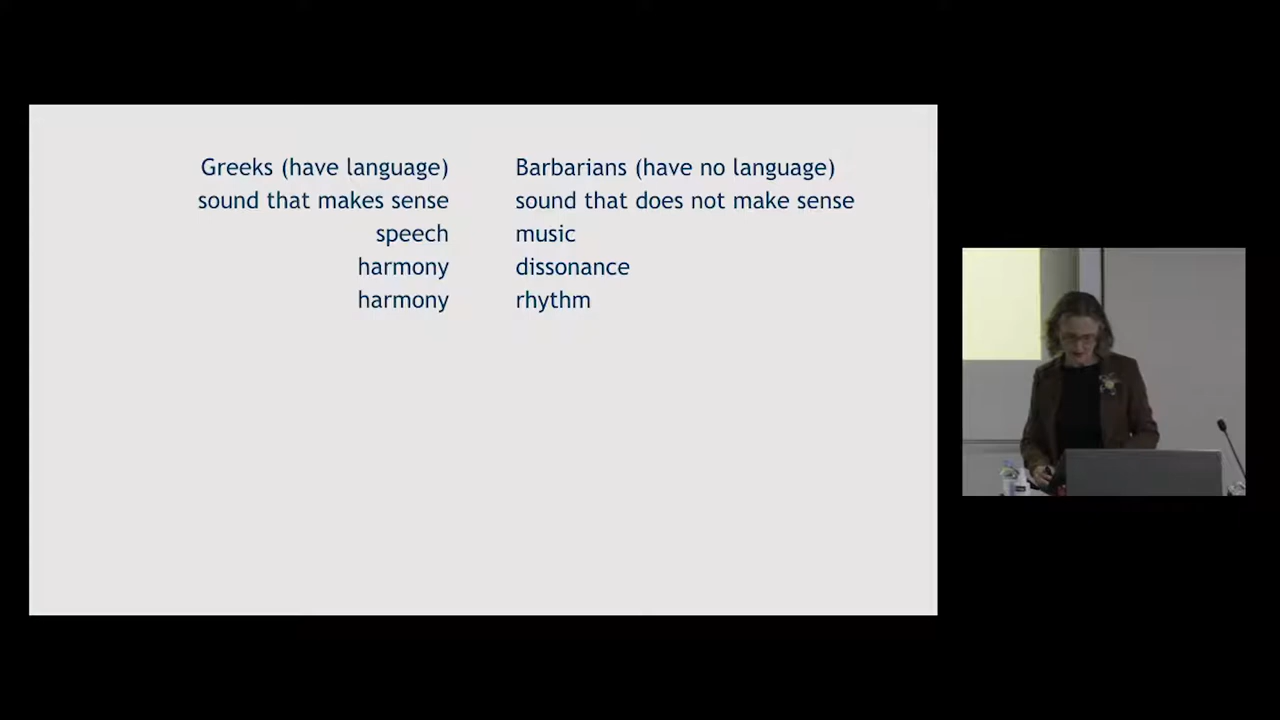 Greeks (have language) Barbarians (have no language)
sound that makes sense sound that does not make sense
speech music
harmony dissonance
harmony rhythm